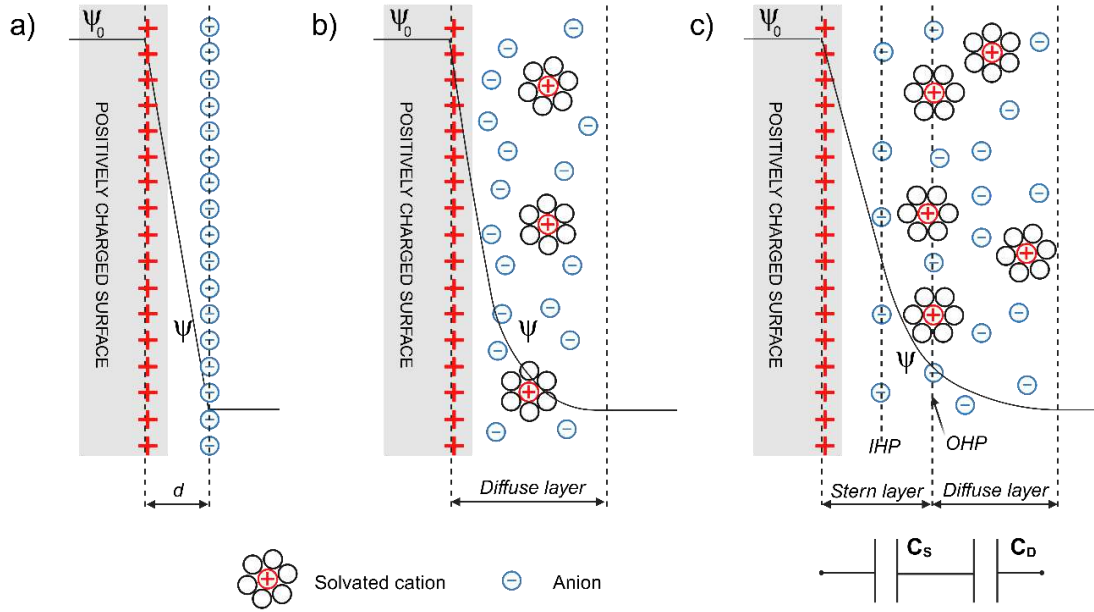 a)
Ψ0
POSITIVELY CHARGED SURFACE
Ψ
d
b)
Ψ0
POSITIVELY CHARGED SURFACE
Ψ
Diffuse layer
c)
Ψ0
POSITIVELY CHARGED SURFACE
Ψ
IHP
OHP
Stern layer
Diffuse layer
CS
CD
Solvated cation
Anion